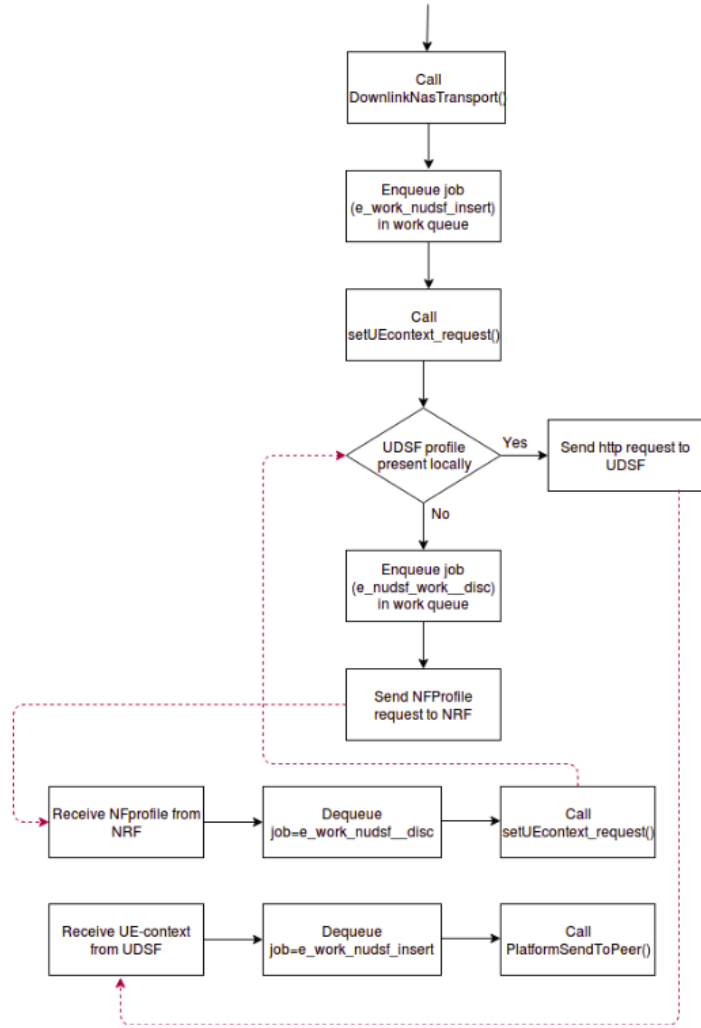 Call
DownlinkNasTransport()
Enqueue job
(e_work_nudsf_insert)
in work queue
Call
setUEcontext_request()
UDSF profile
present locally
Yes
Send http request to
UDSF
No
Enqueue job
(e_nudsf_work__disc)
in work queue
Send NFProfile
request to NRF
Receive NFprofile from
NRF
Dequeue
job=e_work_nudsf__disc
Call
setUEcontext_request()
Receive UE-context
from UDSF
Dequeue
job=e_work_nudsf_insert
Call
PlatformSendToPeer()